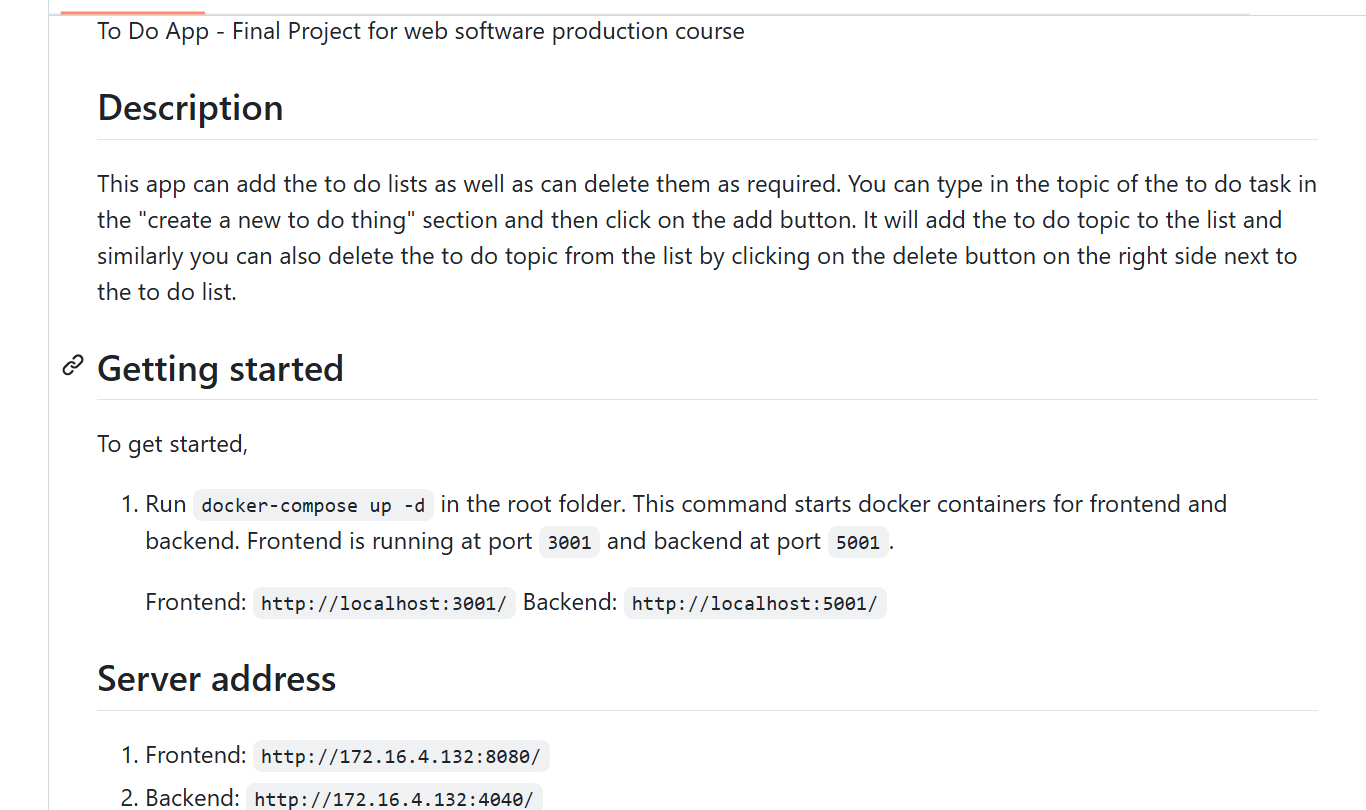 To Do App - Final Project for web software production course
Description
This app can add the to do lists as well as can delete them as required. You can type in the topic of the to do task in
the "create a new to do thing" section and then click on the add button. It will add the to do topic to the list and
similarly you can also delete the to do topic from the list by clicking on the delete button on the right side next to
the to do list.
Getting started
To get started,
1. Run docker-compose up -d in the root folder. This command starts docker containers for frontend and
backend. Frontend is running at port 3001 and backend at port 5001.
Frontend: http://localhost:3001/ Backend: http://localhost:5001/
Server address
1. Frontend: http://172.16.4.132:8080/
2. Backend: http://172.16.4.132:4040/